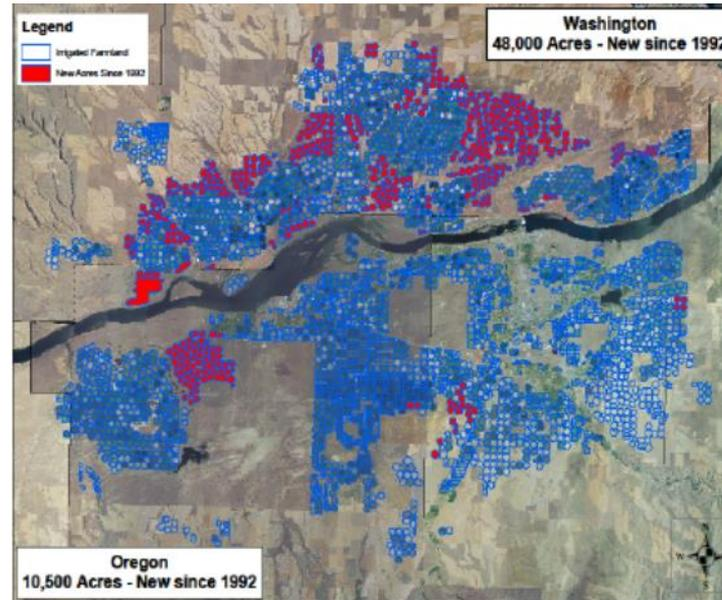 Legend
Irrigated Farmland
New Acres Since 1992
Washington
48,000 Acres - New since 1992
Oregon
10,500 Acres - New since 1992
N
W
E
S